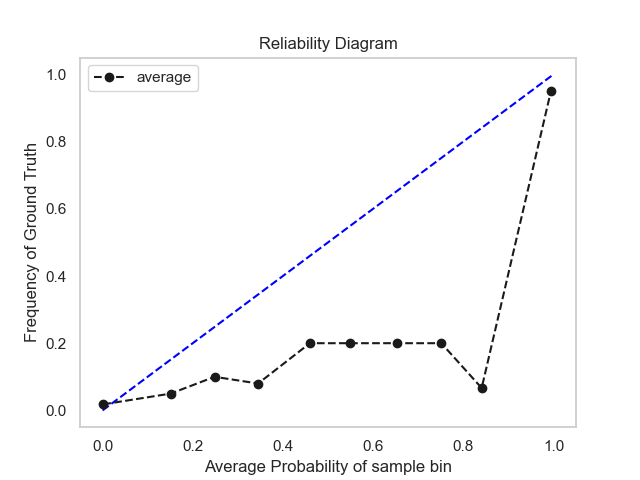 Reliability Diagram
average
Frequency of Ground Truth
1.0
0.8
0.6
0.4
0.2
0.0
0.0 0.2 0.4 0.6 0.8 1.0
Average Probability of sample bin